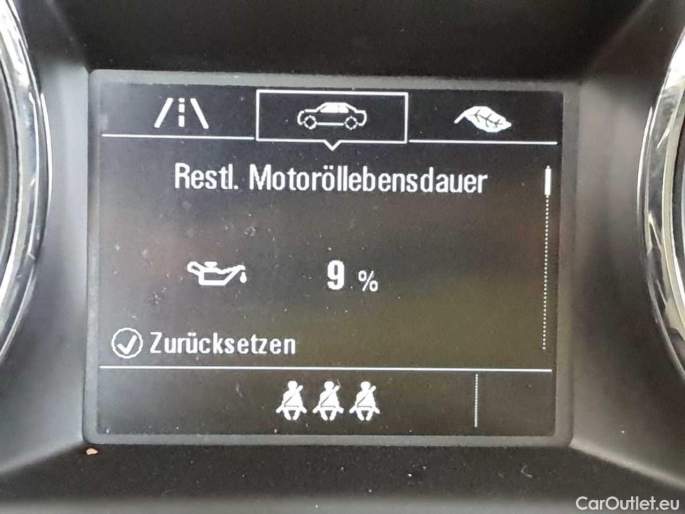 Restl. Motoröllebensdauer
9 %
Zurücksetzen
CarOutlet.eu